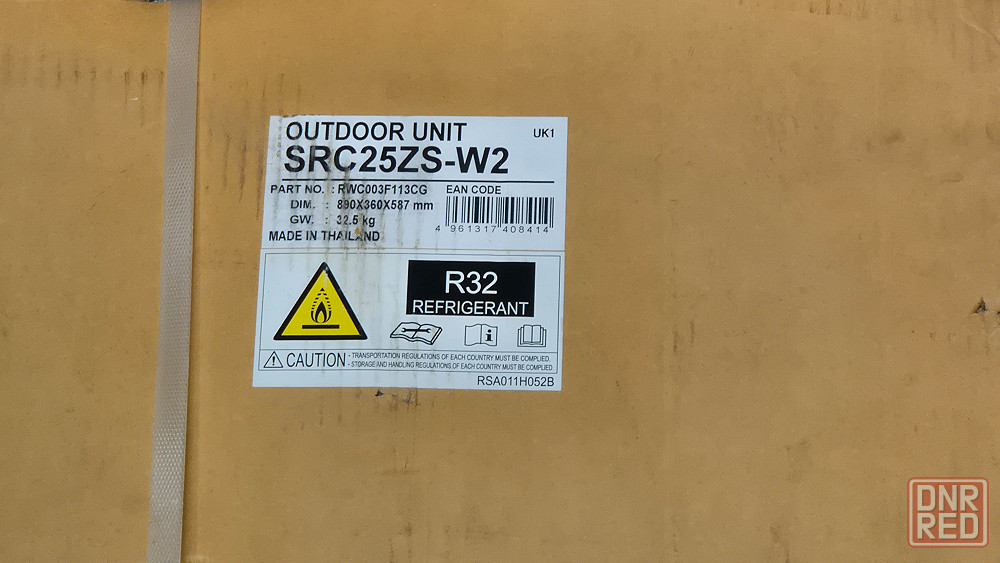 OUTDOOR UNIT UK1
SRC25ZS-W2
PART NO. : RWC003F113CG EAN CODE
DIM. : 890X360X587 mm
GW. : 32.5 kg
4 961317 408414
MADE IN THAILAND
R32
REFRIGERANT
CAUTION - TRANSPORTATION REGULATIONS OF EACH COUNTRY MUST BE COMPLIED.
- STORAGE AND HANDLING REGULATIONS OF EACH COUNTRY MUST BE COMPLIED.
RSA011H052B
DNR
RED